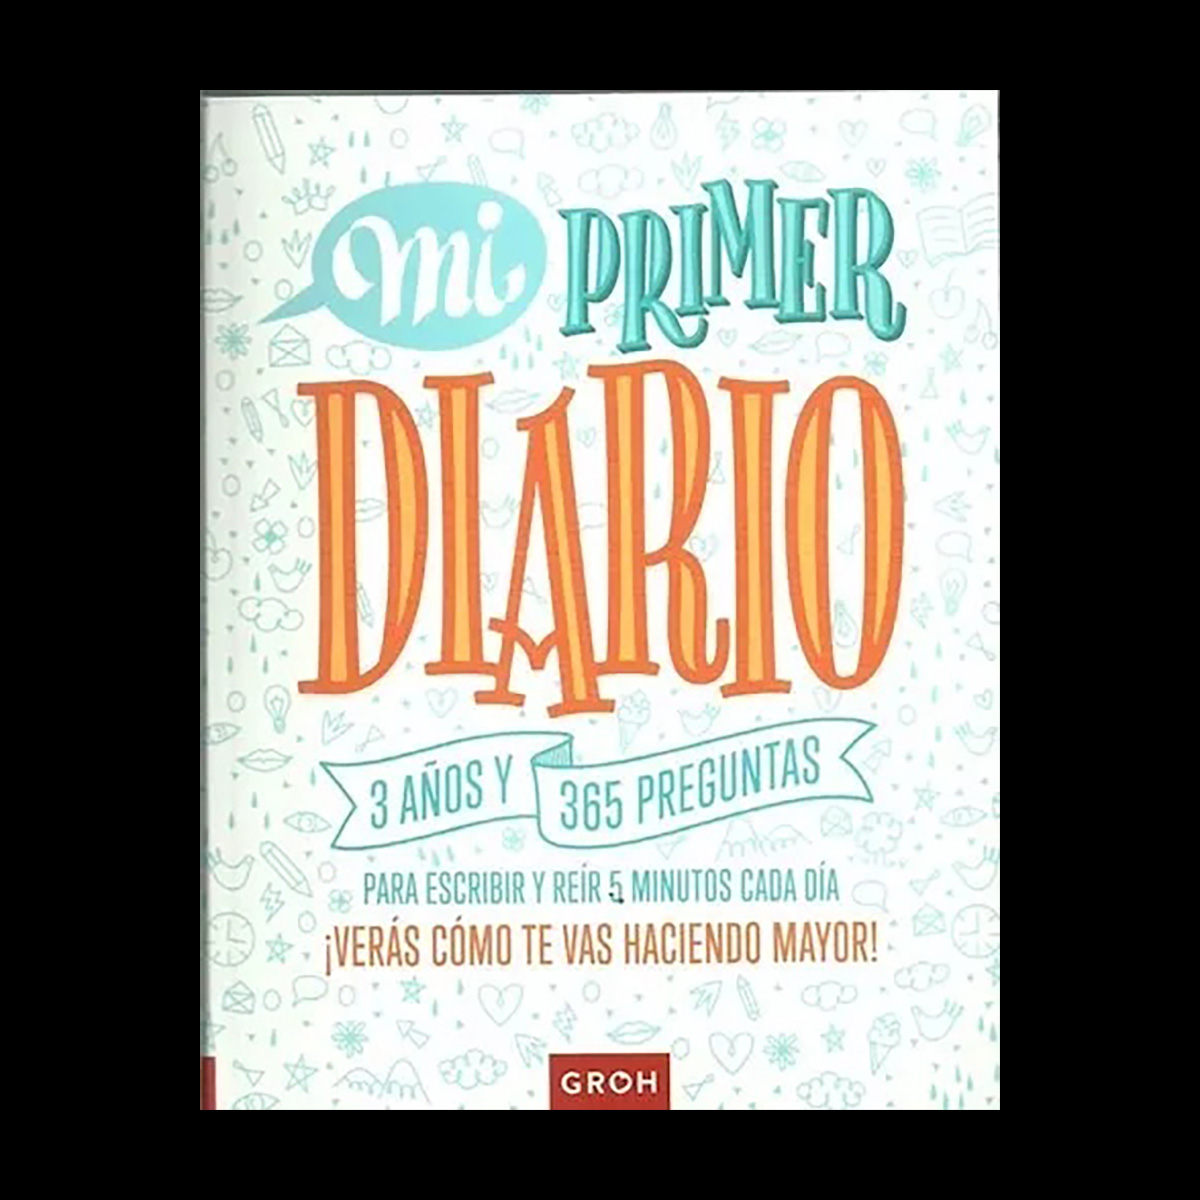 mi PRIMER
DIARIO
3 AÑOS Y 365 PREGUNTAS
PARA ESCRIBIR Y REÍR 5 MINUTOS CADA DÍA
¡VERÁS CÓMO TE VAS HACIENDO MAYOR!
GROH